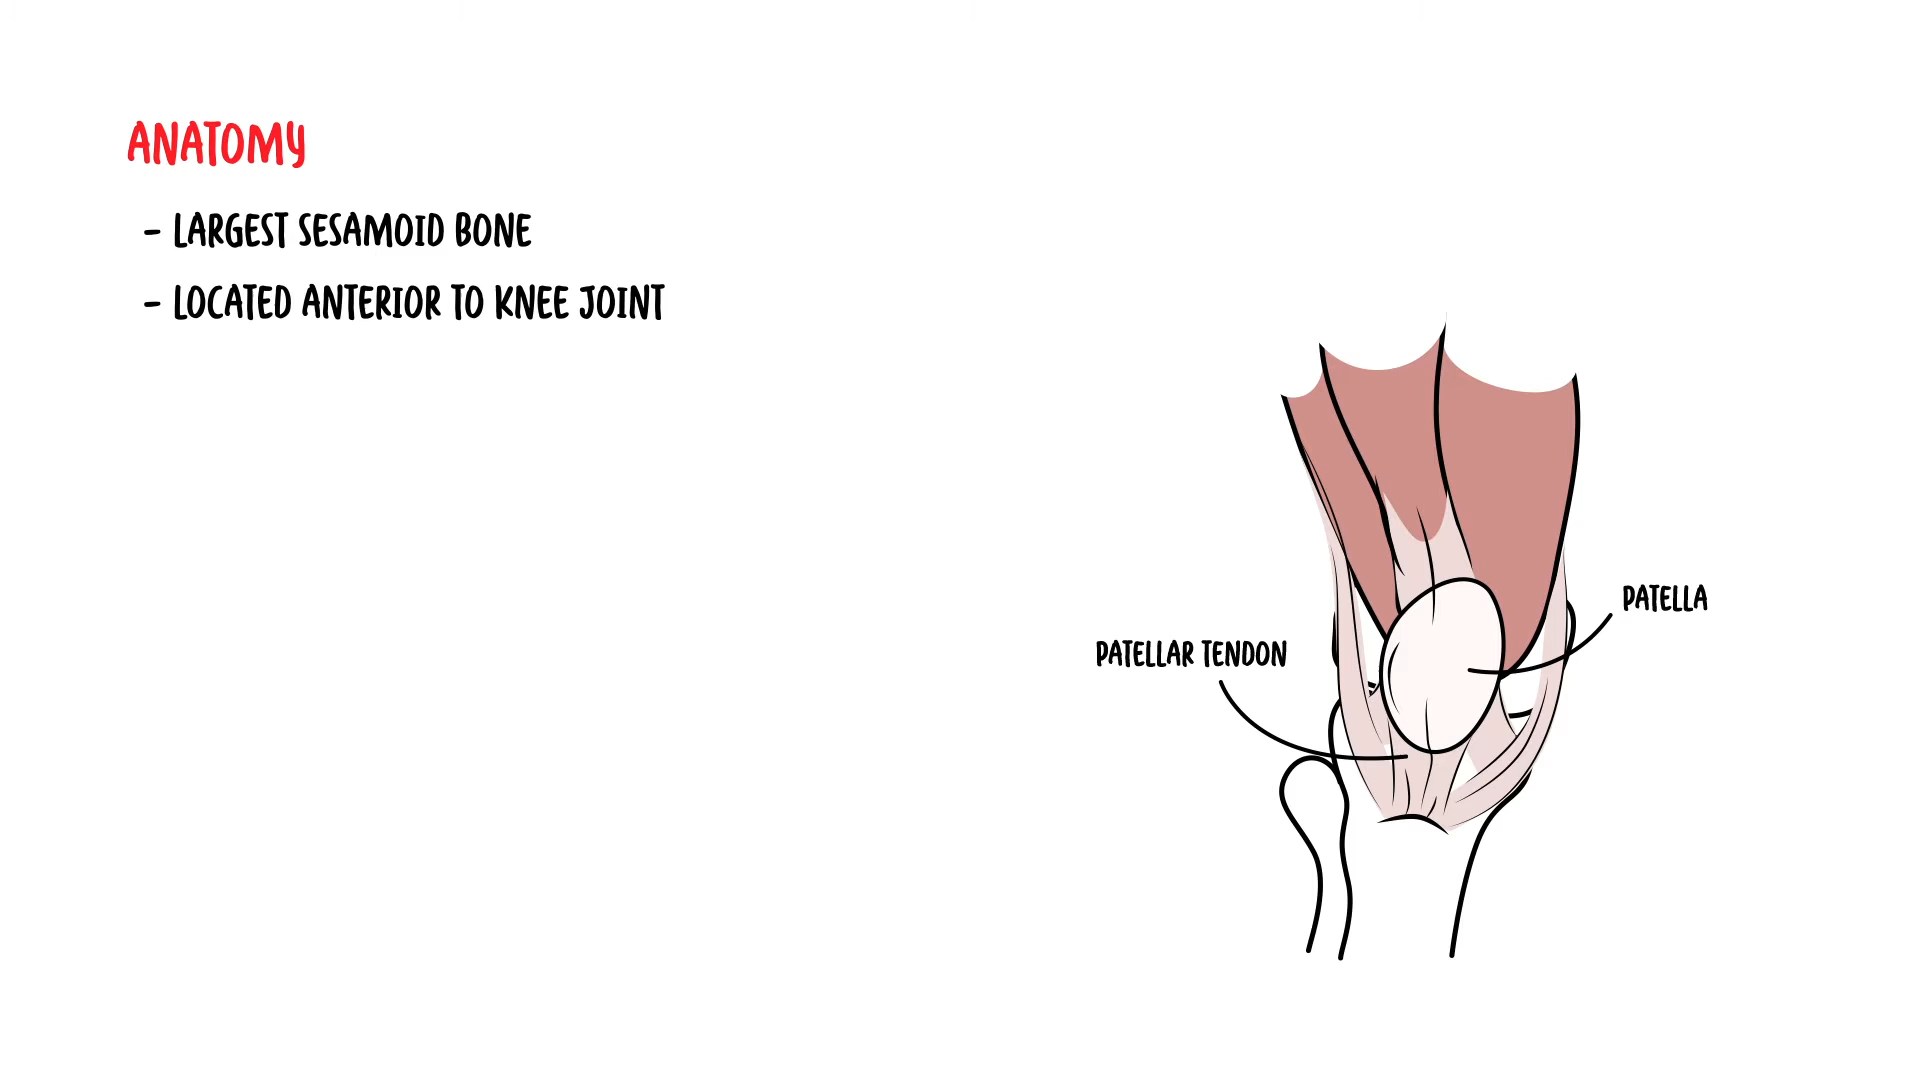 ANATOMY
- LARGEST SESAMOID BONE
- LOCATED ANTERIOR TO KNEE JOINT
PATELLA
PATELLAR TENDON